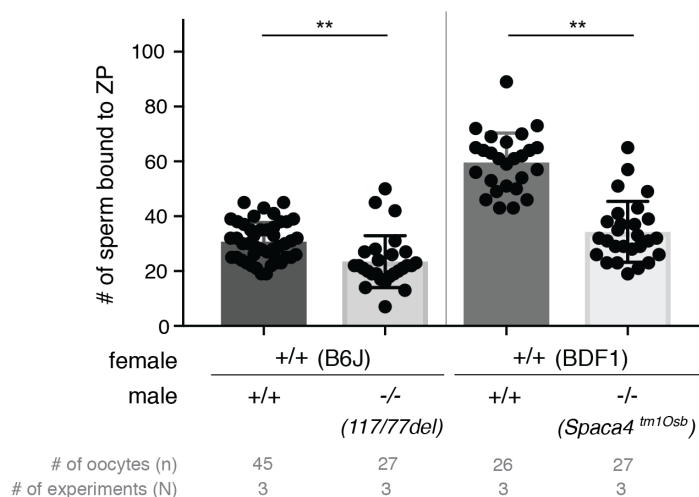 ** **
100
80
60
40
20
0
# of sperm bound to ZP
female +/+ (B6J) +/+ (BDF1)
male +/+ -/- +/+ -/-
(117/77del) (Spaca4 tm1Osb)
# of oocytes (n) 45 27 26 27
# of experiments (N) 3 3 3 3